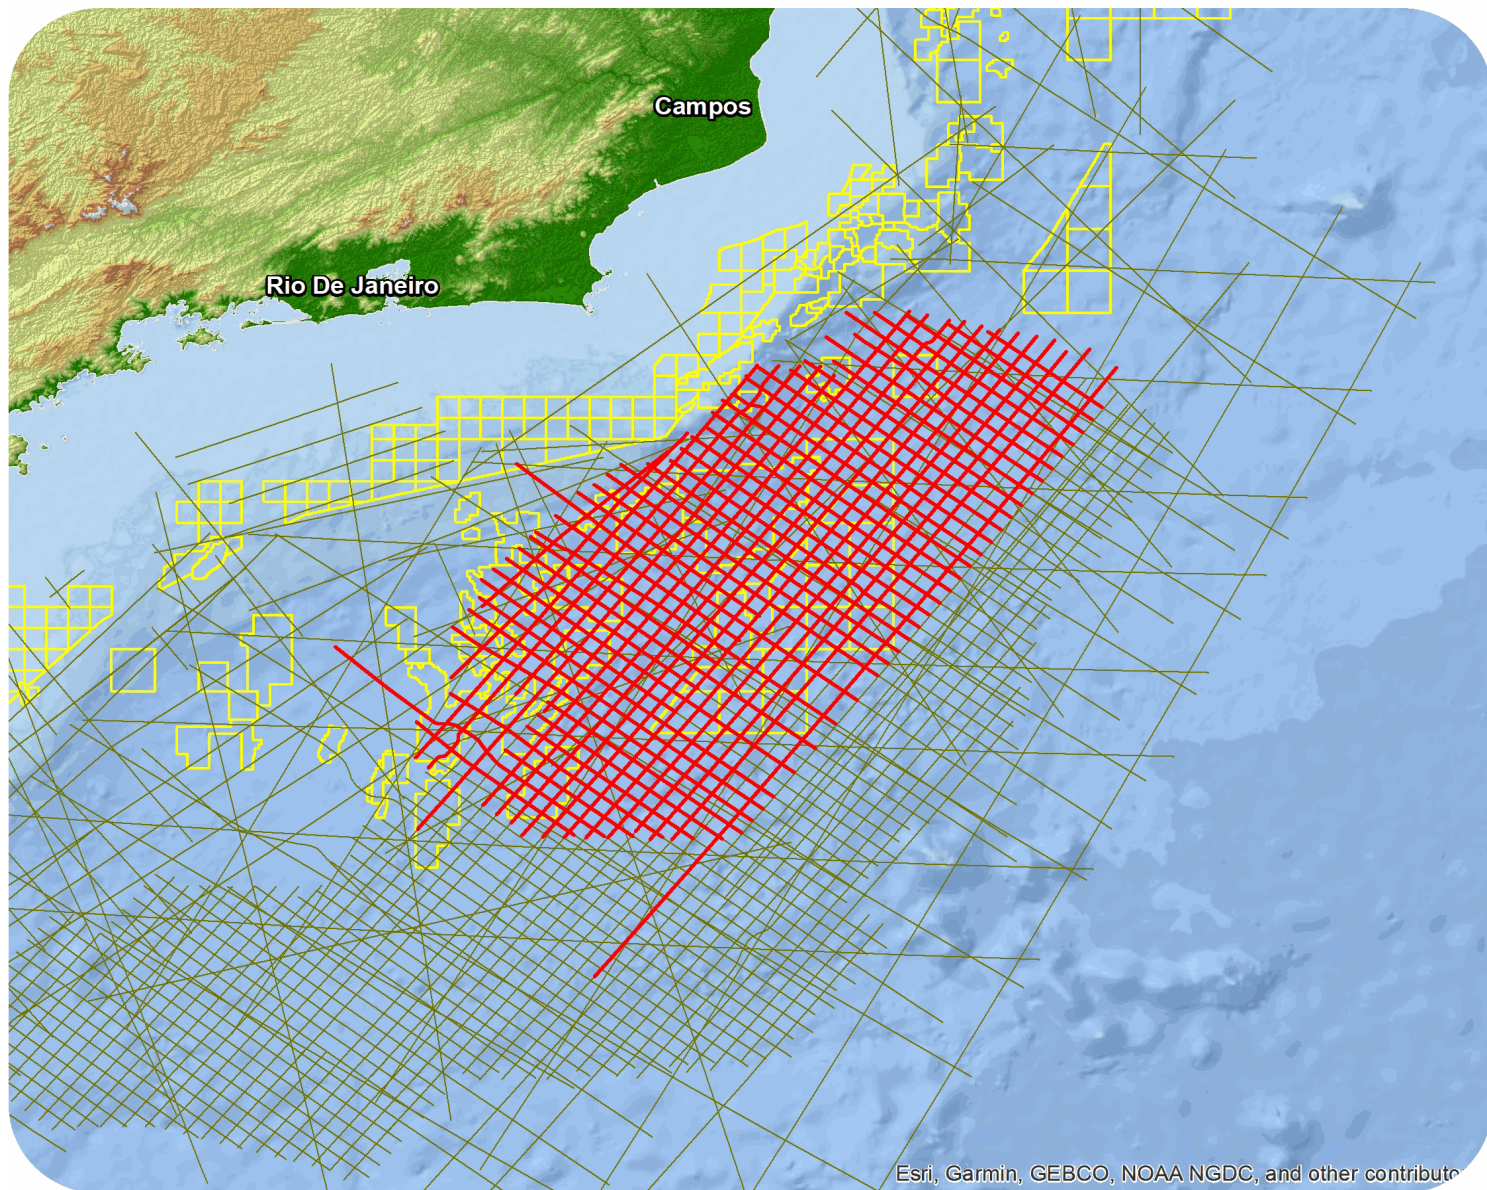 Campos
Rio De Janeiro
Esri, Garmin, GEBCO, NOAA NGDC, and other contributo